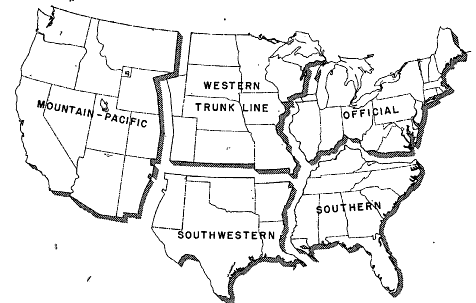 WESTERN
TRUNK LINE
OFFICIAL
MOUNTAIN-PACIFIC
SOUTHERN
SOUTHWESTERN